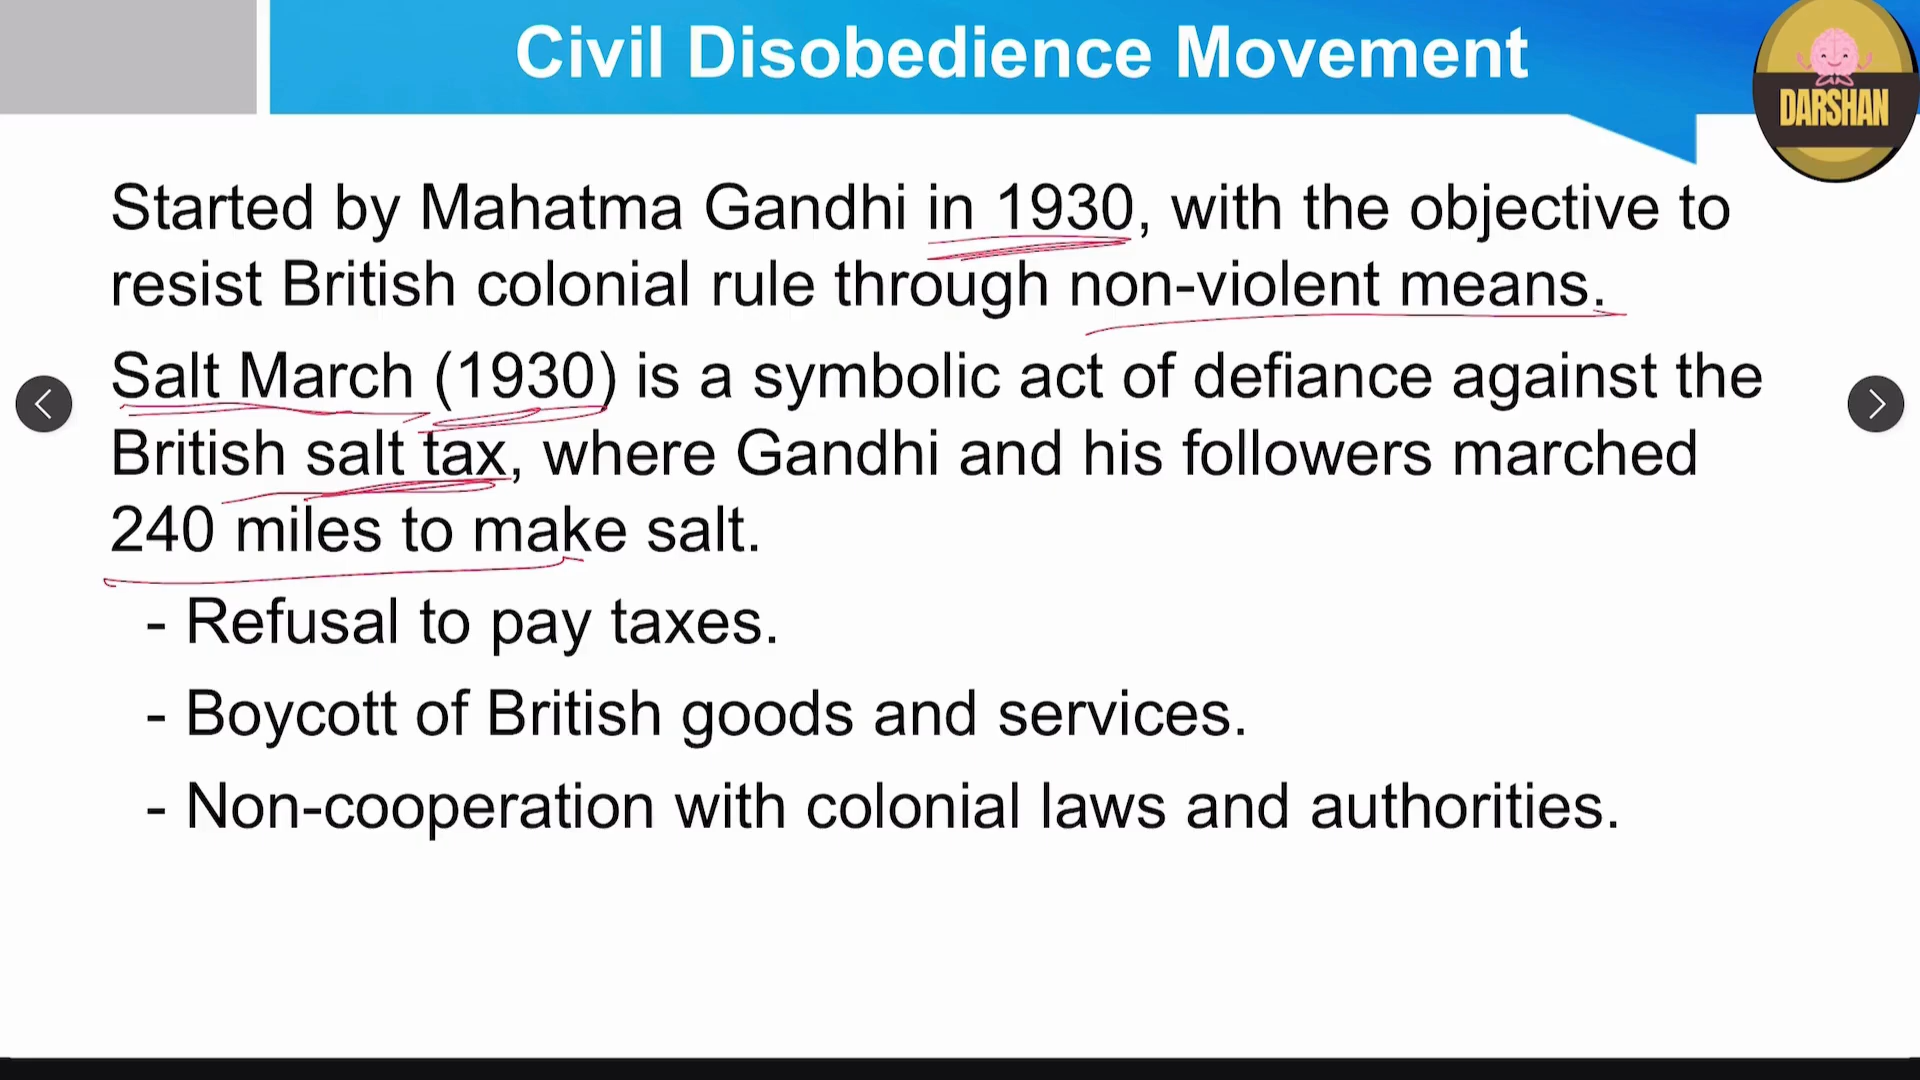 Civil Disobedience Movement
DARSHAN
Started by Mahatma Gandhi in 1930, with the objective to
resist British colonial rule through non-violent means.
Salt March (1930) is a symbolic act of defiance against the
British salt tax, where Gandhi and his followers marched
240 miles to make salt.
- Refusal to pay taxes.
- Boycott of British goods and services.
- Non-cooperation with colonial laws and authorities.